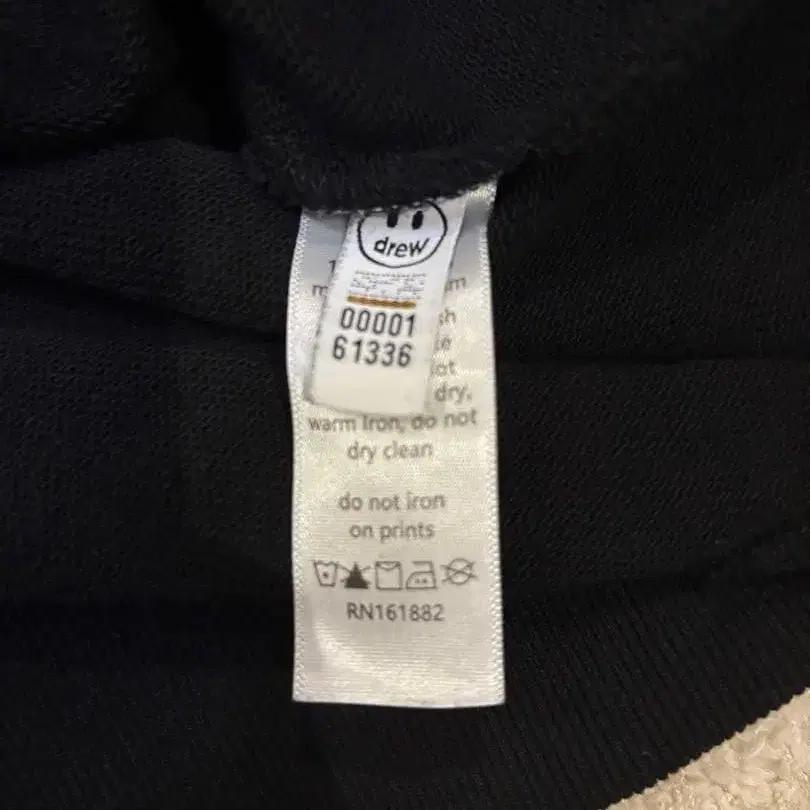 drew
00001
61336
dry,
warm iron, do not
dry clean
do not iron
on prints
RN161882